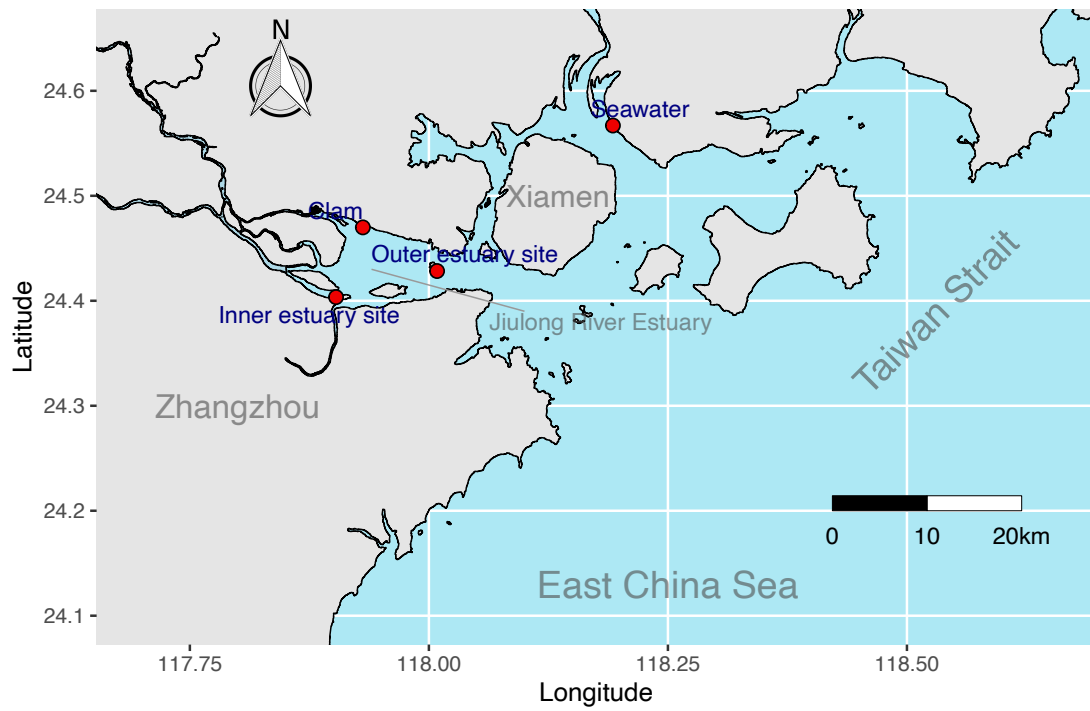 N
24.6
Seawater
24.5
Xiamen
Clam
Outer estuary site
24.4
Inner estuary site
Jiulong River Estuary
Taiwan Strait
Latitude
24.3
Zhangzhou
24.2
0 10 20km
East China Sea
24.1
117.75 118.00 118.25 118.50
Longitude